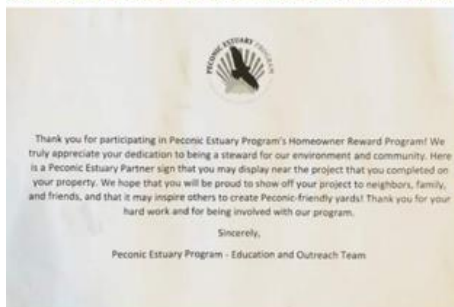 PECONIC ESTUARY PROGRAM
Thank you for participating in Peconic Estuary Program's Homeowner Reward Program! We
truly appreciate your dedication to being a steward for our environment and community. Here
is a Peconic Estuary Partner sign that you may display near the project that you completed on
your property. We hope that you will be proud to show off your project to neighbors, family,
and friends, and that it may inspire others to create Peconic-friendly yards! Thank you for your
hard work and for being involved with our program.
Sincerely,
Peconic Estuary Program - Education and Outreach Team